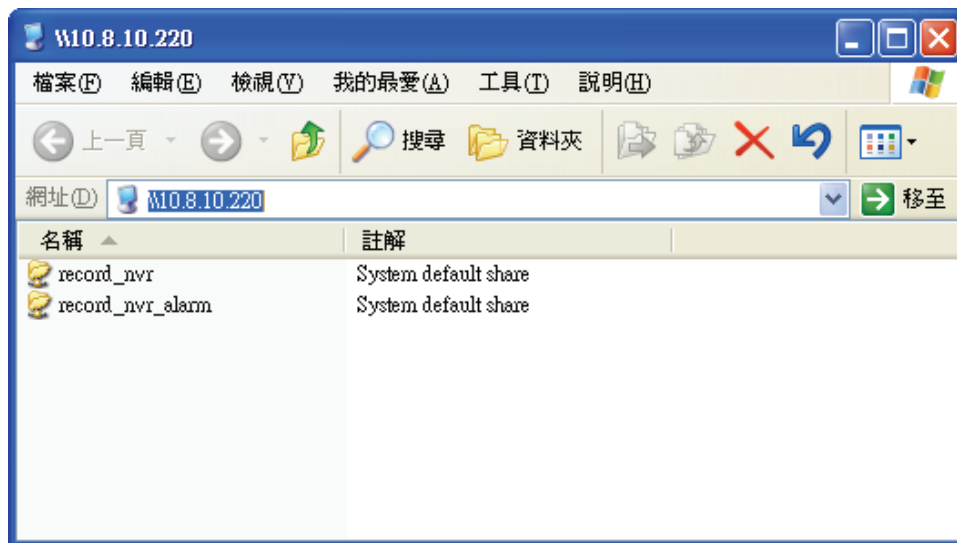 \\10.8.10.220
檔案(F) 編輯(E) 檢視(V) 我的最愛(A) 工具(T) 說明(H)
上一頁 搜尋 資料夾
網址(D) \\10.8.10.220 移至
名稱 註解
record_nvr System default share
record_nvr_alarm System default share